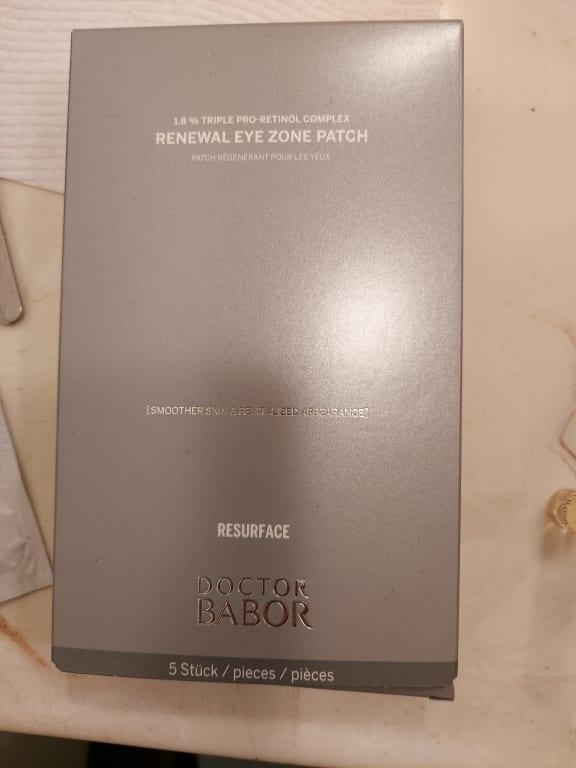 1.8 % TRIPLE PRO-RETINOL COMPLEX
RENEWAL EYE ZONE PATCH
PATCH RÉGÉNÉRANT POUR LES YEUX
[SMOOTHER SKIN & REVITALIZED APPEARANCE]
RESURFACE
DOCTOR
BABOR
5 Stück / pieces / pièces